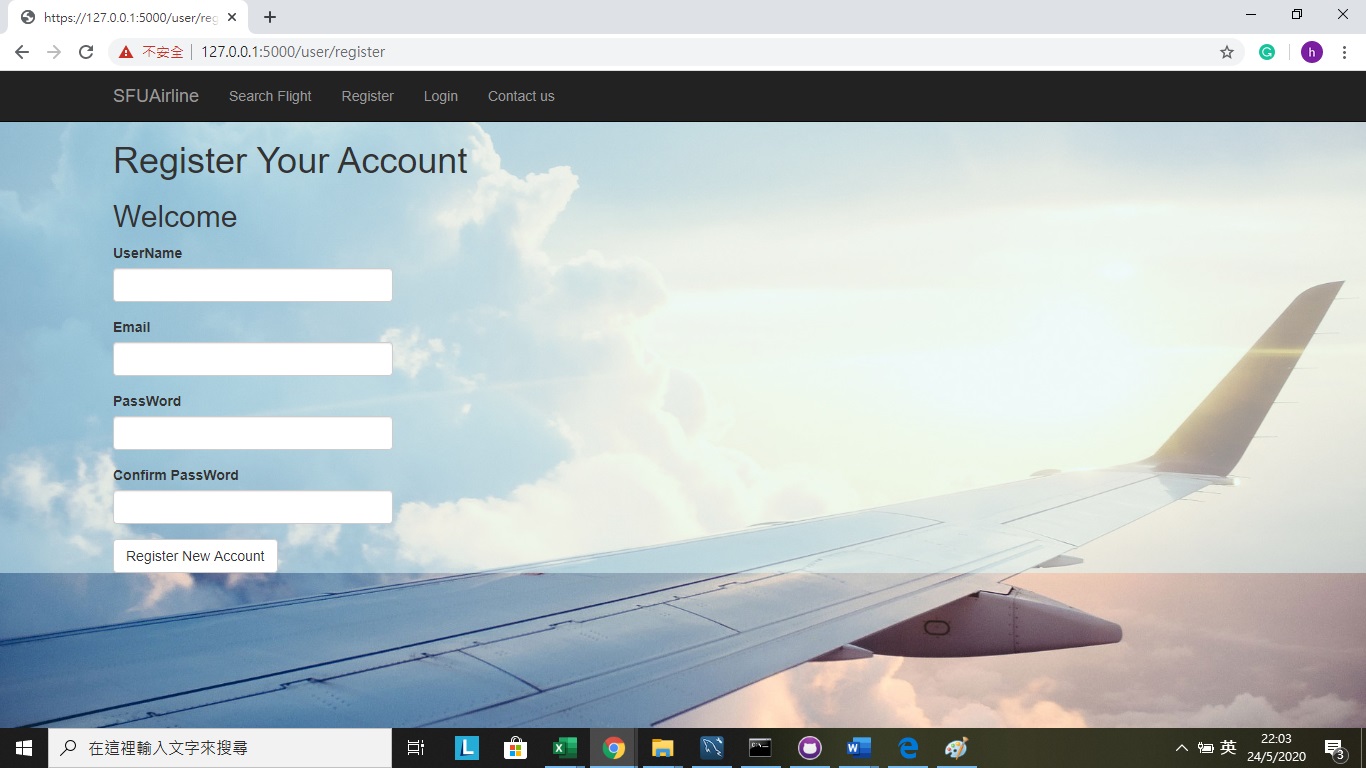 https://127.0.0.1:5000/user/reg
不安全 127.0.0.1:5000/user/register
h
SFUAirline Search Flight Register Login Contact us
Register Your Account
Welcome
UserName
Email
PassWord
Confirm PassWord
Register New Account
在這裡輸入文字來搜尋
L
英
22:03
24/5/2020
3